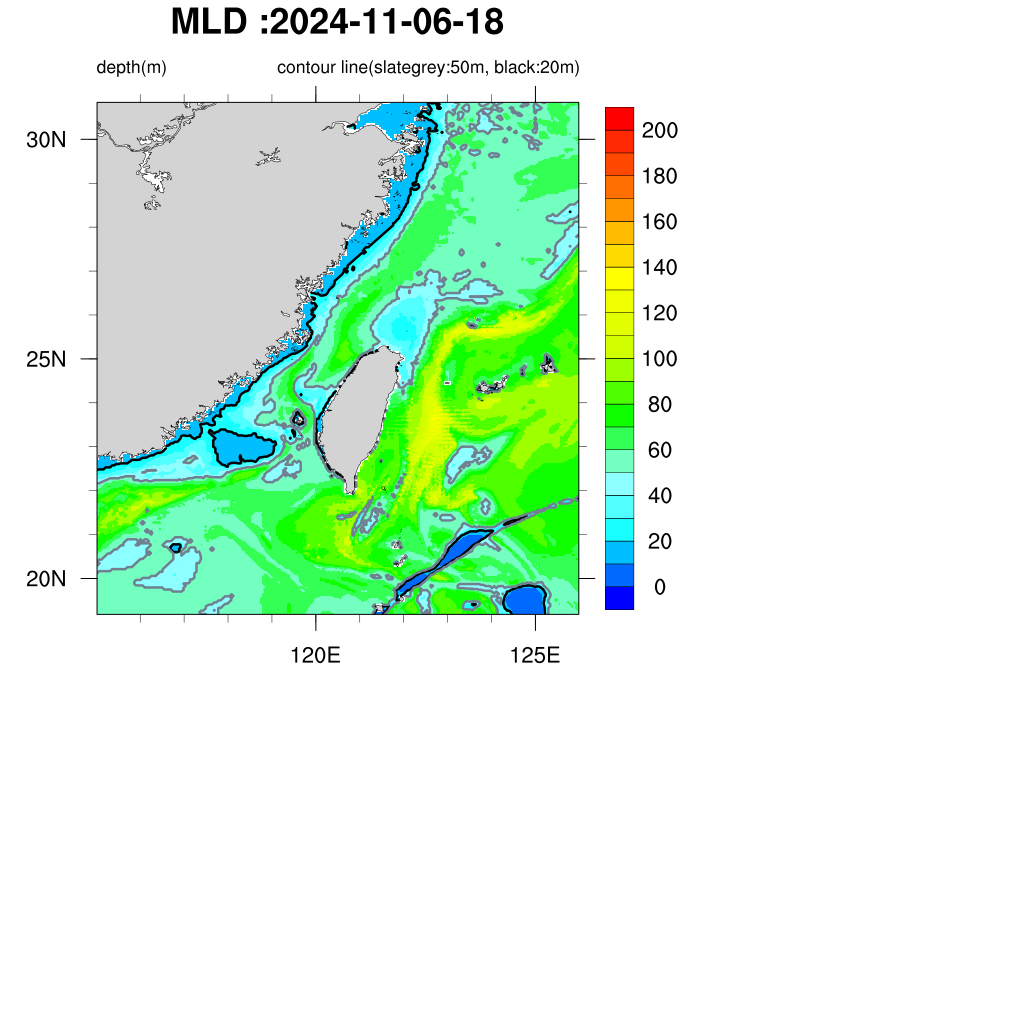 MLD :2024-11-06-18
depth(m)
contour line(slategrey:50m, black:20m)
30N
25N
20N
120E
125E
200
180
160
140
120
100
80
60
40
20
0